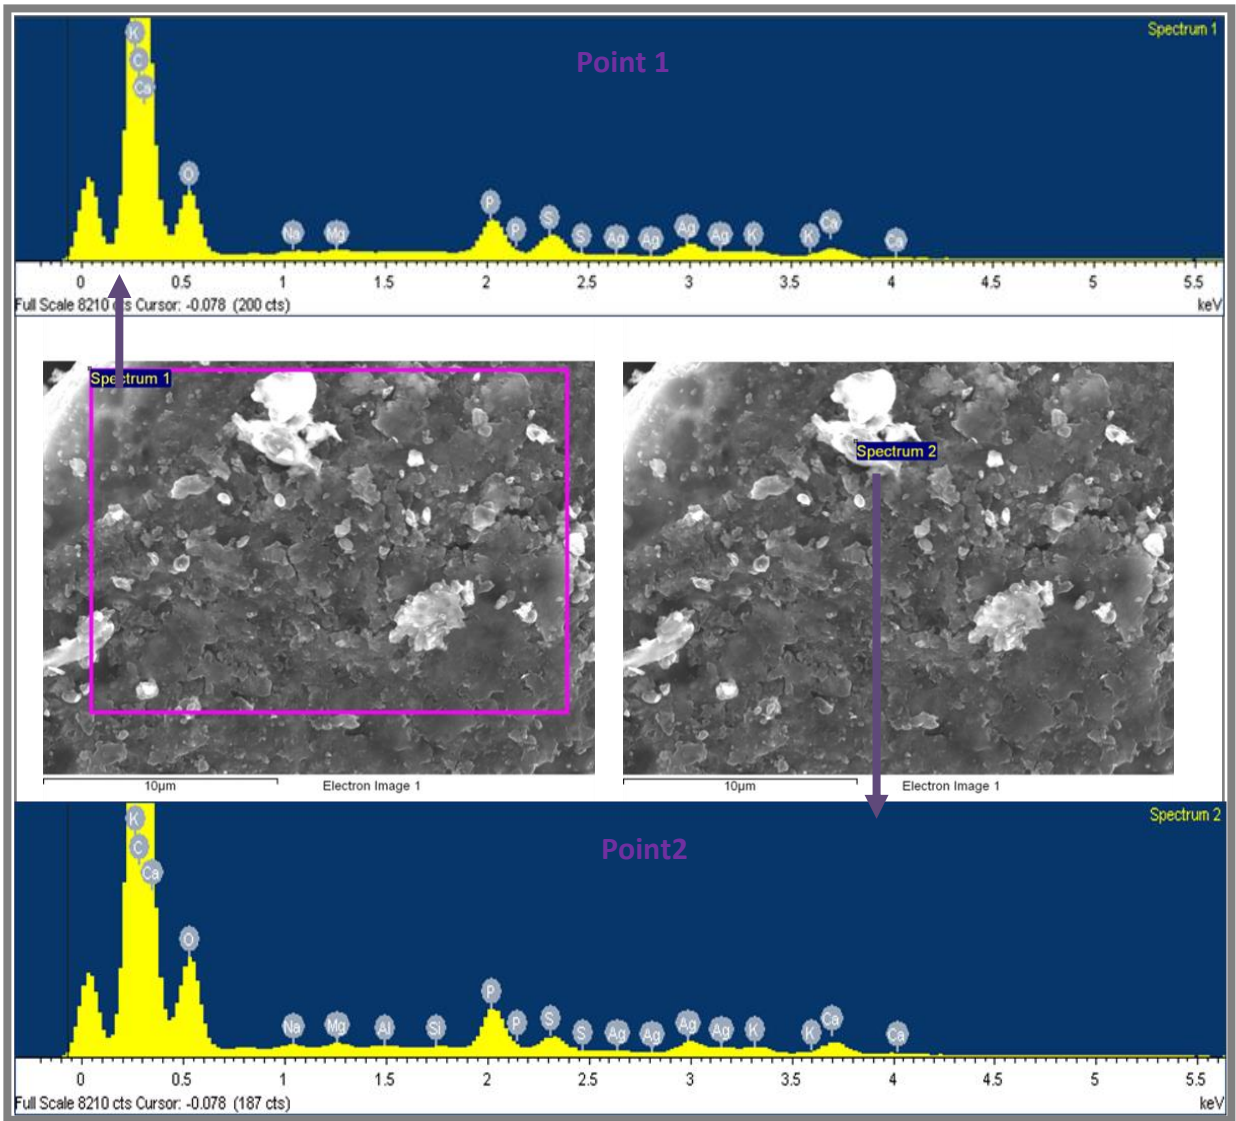 Spectrum 1
Point 1
K
C
Ca
O
Na Mg P P S S Ag Ag Ag Ag K K Ca Ca
0 0.5 1 1.5 2 2.5 3 3.5 4 4.5 5 5.5
Full Scale 8210 cts Cursor: -0.078 (200 cts) keV
Spectrum 1
Spectrum 2
10µm Electron Image 1
10µm Electron Image 1
Spectrum 2
Point2
K
C
Ca
O
Na Mg Al Si P P S S Ag Ag Ag Ag K K Ca Ca
0 0.5 1 1.5 2 2.5 3 3.5 4 4.5 5 5.5
Full Scale 8210 cts Cursor: -0.078 (187 cts) keV